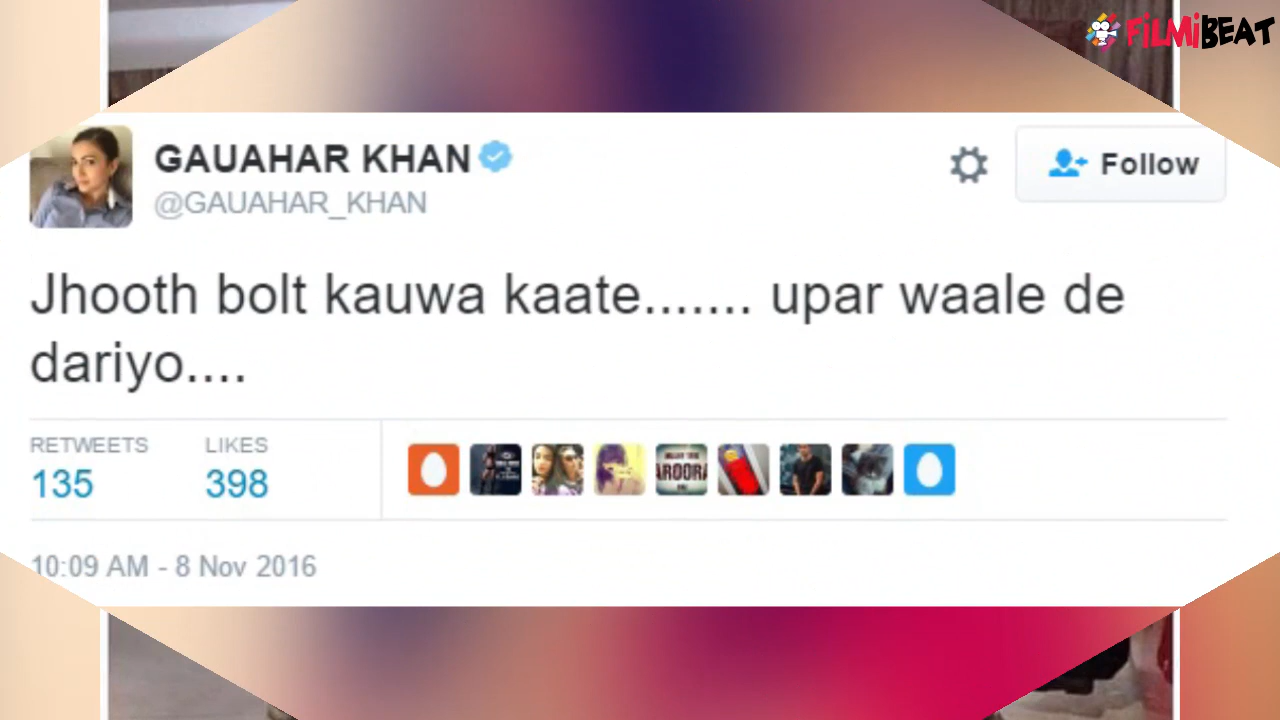 FILMIBEAT
GAUAHAR KHAN
@GAUAHAR_KHAN
Follow
Jhooth bolt kauwa kaate....... upar waale de
dariyo....
RETWEETS LIKES
135 398
AROORA
10:09 AM - 8 Nov 2016